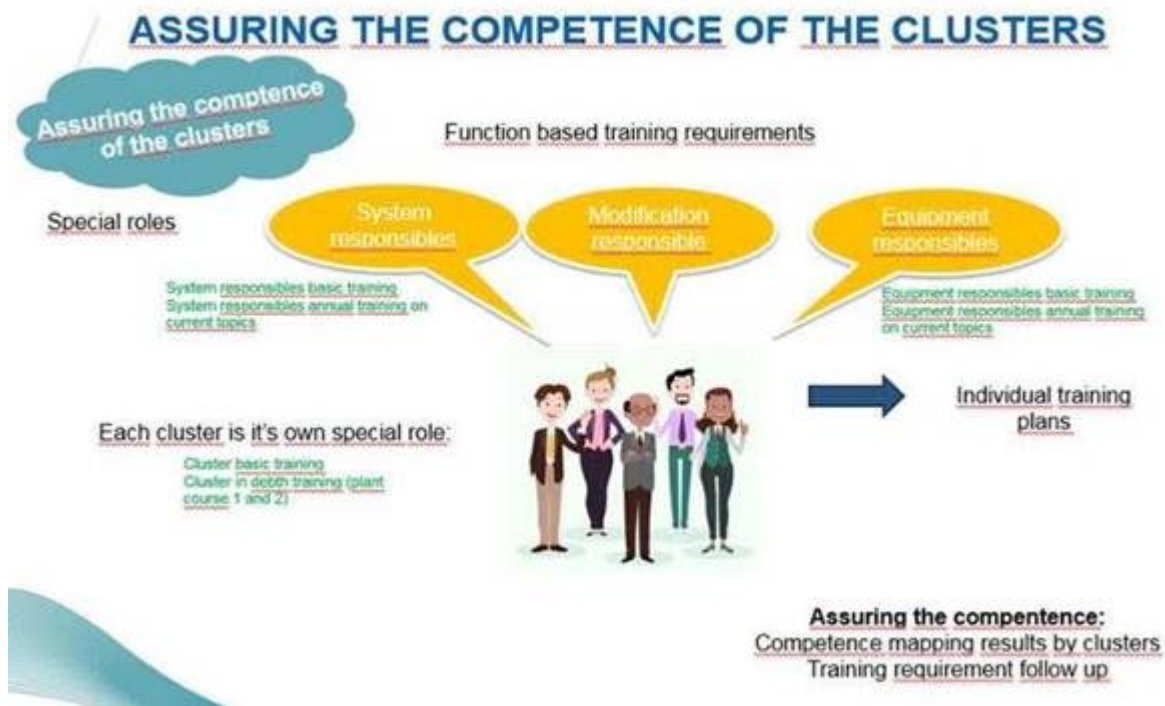 ASSURING THE COMPETENCE OF THE CLUSTERS
Assuring the comptence
of the clusters
Function based training requirements
Special roles
System
responsibles
Modification
responsible
Equipment
responsibles
System responsibles basic training
System responsibles annual training on
current topics
Equipment responsibles basic training
Equipment responsibles annual training
on current topics
Each cluster is it's own special role:
Cluster basic training
Cluster in debth training (plant
course 1 and 2)
Individual training
plans
Assuring the compentence:
Competence mapping results by clusters
Training requirement follow up